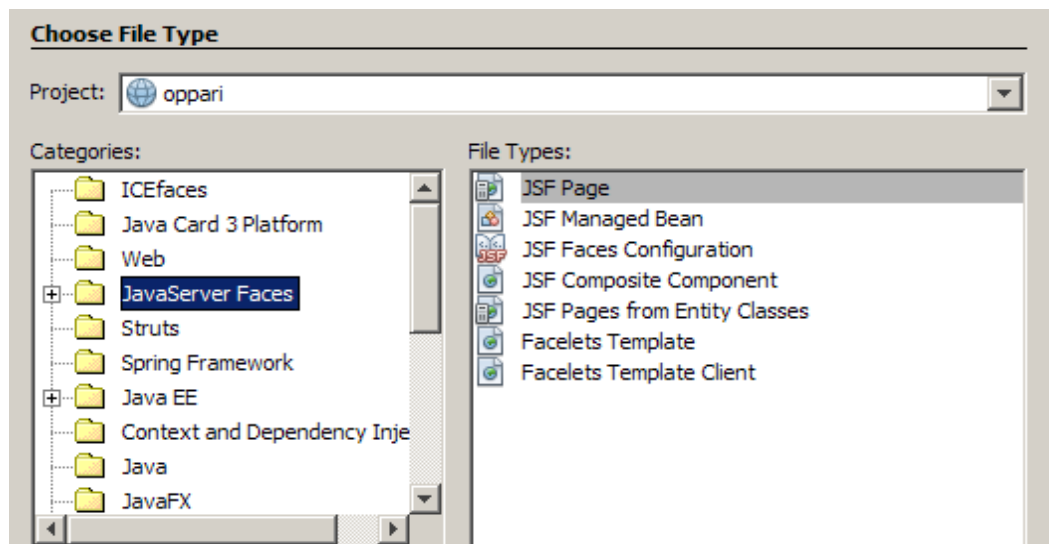 Choose File Type
Project: oppari
Categories:
ICEfaces
Java Card 3 Platform
Web
JavaServer Faces
Struts
Spring Framework
Java EE
Context and Dependency Inje
Java
JavaFX
File Types:
JSF Page
JSF Managed Bean
JSF Faces Configuration
JSF Composite Component
JSF Pages from Entity Classes
Facelets Template
Facelets Template Client